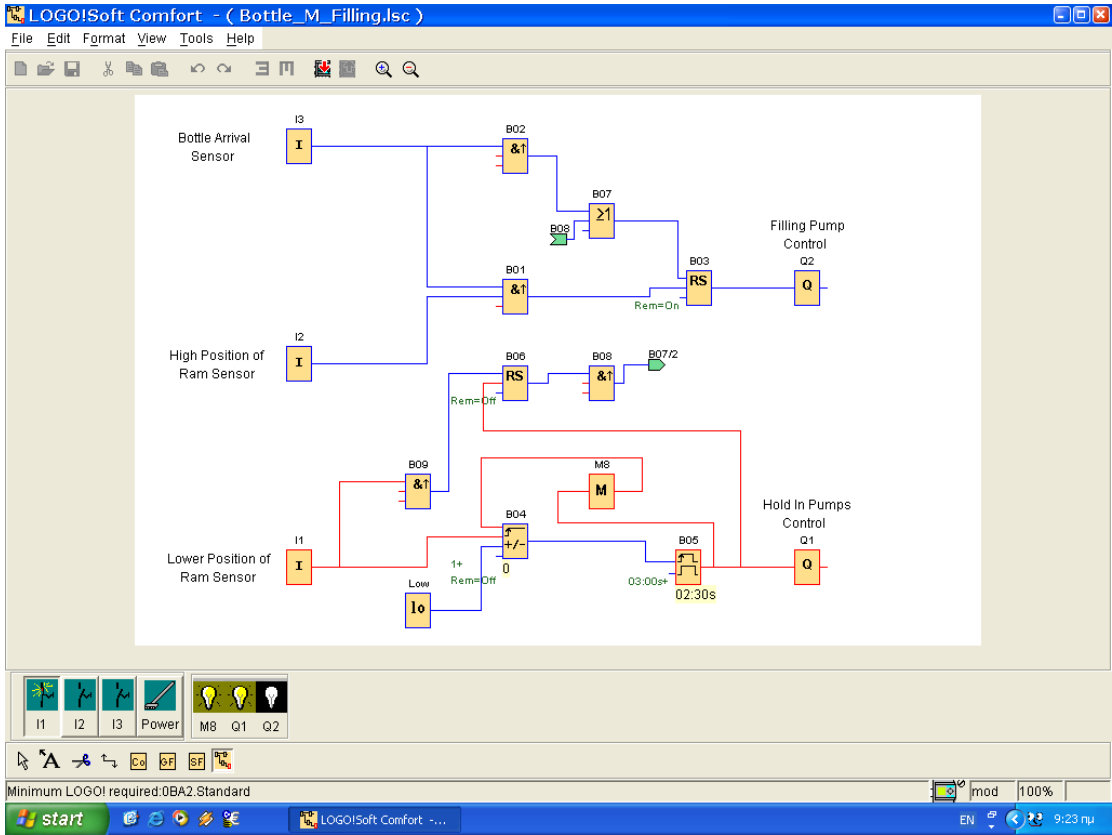 LOGO!Soft Comfort - ( Bottle_M_Filling.lsc )
File Edit Format View Tools Help
I3
Bottle Arrival
Sensor
I
B02
&↑
B07
≥1
B08
Filling Pump
Control
B01
&↑
B03
RS
Q2
Q
Rem=On
I2
High Position of
Ram Sensor
I
B06
RS
B08
&↑
B07/2
Rem=Off
B09
&↑
M8
M
Hold In Pumps
Control
B04
+/-
I1
Lower Position of
Ram Sensor
I
B05
Q1
Q
1+
Rem=Off
0
03:00s+
02:30s
Low
lo
I1 I2 I3 Power M8 Q1 Q2
A Co GF SF
Minimum LOGO! required:0BA2.Standard mod 100%
start LOGO!Soft Comfort -... EN 9:23 πμ